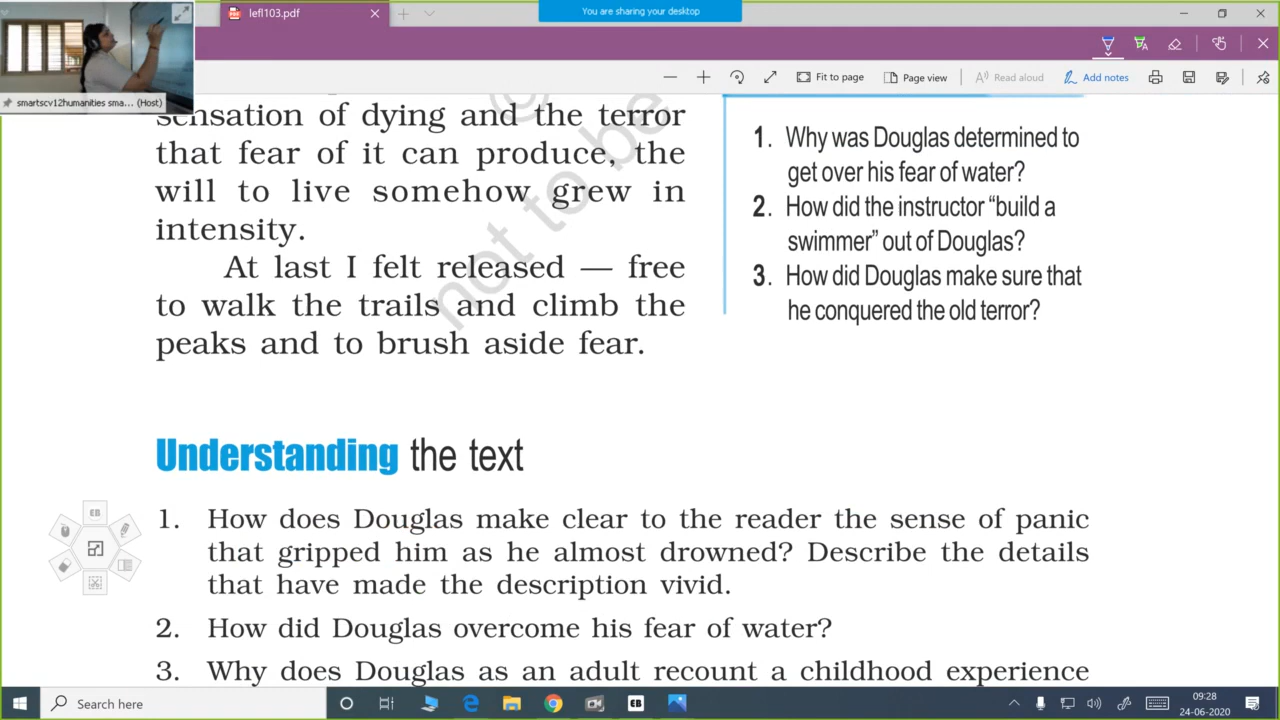 lefl103.pdf
You are sharing your desktop
smartscv12humanities sma... (Host)
Fit to page
Page view
Read aloud
Add notes
sensation of dying and the terror
that fear of it can produce, the
will to live somehow grew in
intensity.
At last I felt released — free
to walk the trails and climb the
peaks and to brush aside fear.
© not to be
1. Why was Douglas determined to
get over his fear of water?
2. How did the instructor “build a
swimmer” out of Douglas?
3. How did Douglas make sure that
he conquered the old terror?
Understanding the text
1. How does Douglas make clear to the reader the sense of panic
that gripped him as he almost drowned? Describe the details
that have made the description vivid.
2. How did Douglas overcome his fear of water?
3. Why does Douglas as an adult recount a childhood experience
EB
Search here
EB
09:28
24-06-2020